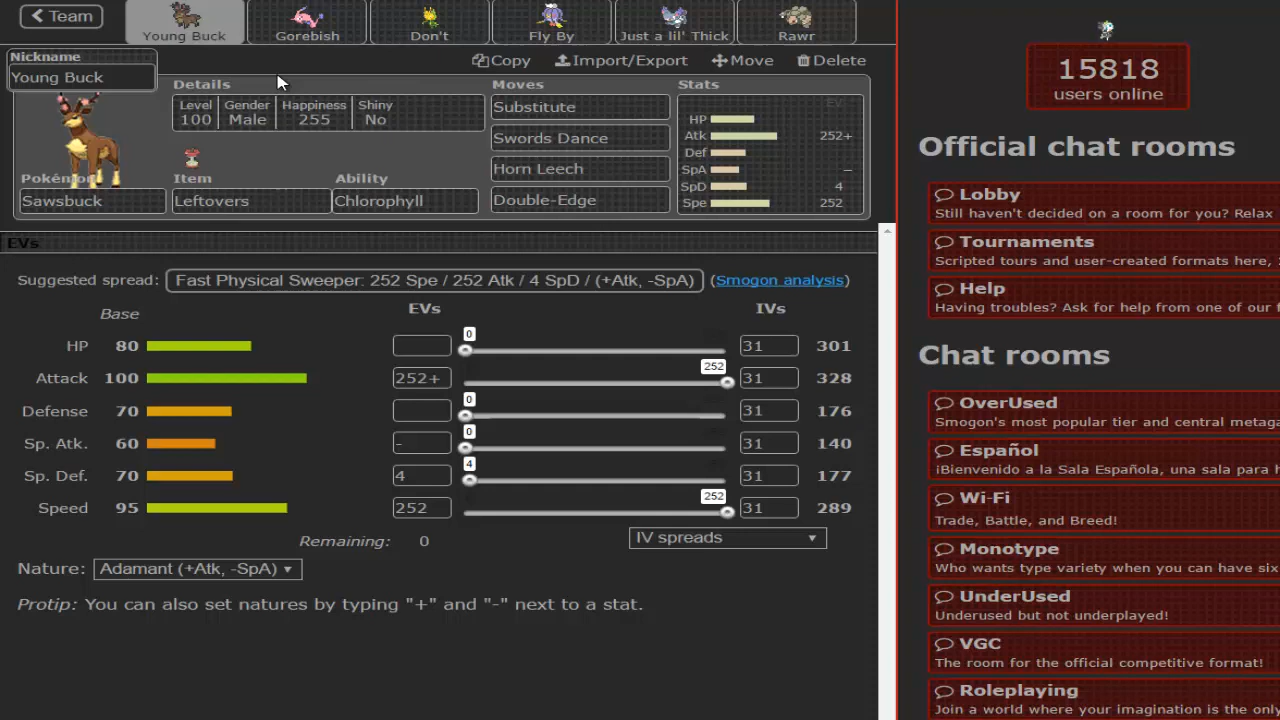 Team
Young Buck
Gorebish
Don't
Fly By
Just a lil' Thick
Rawr
Nickname
Young Buck
Copy
Import/Export
Move
Delete
Details
Level
100
Gender
Male
Happiness
255
Shiny
No
Pokémon
Sawsbuck
Item
Leftovers
Ability
Chlorophyll
Moves
Substitute
Swords Dance
Horn Leech
Double-Edge
Stats
EV
HP
Atk 252+
Def
SpA –
SpD 4
Spe 252
EVs
Suggested spread: Fast Physical Sweeper: 252 Spe / 252 Atk / 4 SpD / (+Atk, -SpA) (Smogon analysis)
Base EVs IVs
HP 80 0 31 301
Attack 100 252+ 252 31 328
Defense 70 0 31 176
Sp. Atk. 60 - 0 31 140
Sp. Def. 70 4 4 31 177
Speed 95 252 252 31 289
Remaining: 0
IV spreads
Nature: Adamant (+Atk, -SpA)
Protip: You can also set natures by typing "+" and "-" next to a stat.
15818
users online
Official chat rooms
Lobby
Still haven't decided on a room for you? Relax
Tournaments
Scripted tours and user-created formats here,
Help
Having troubles? Ask for help from one of our
Chat rooms
OverUsed
Smogon's most popular tier and central metaga
Español
¡Bienvenido a la Sala Española, una sala para
Wi-Fi
Trade, Battle, and Breed!
Monotype
Who wants type variety when you can have six
UnderUsed
Underused but not underplayed!
VGC
The room for the official competitive format!
Roleplaying
Join a world where your imagination is the only